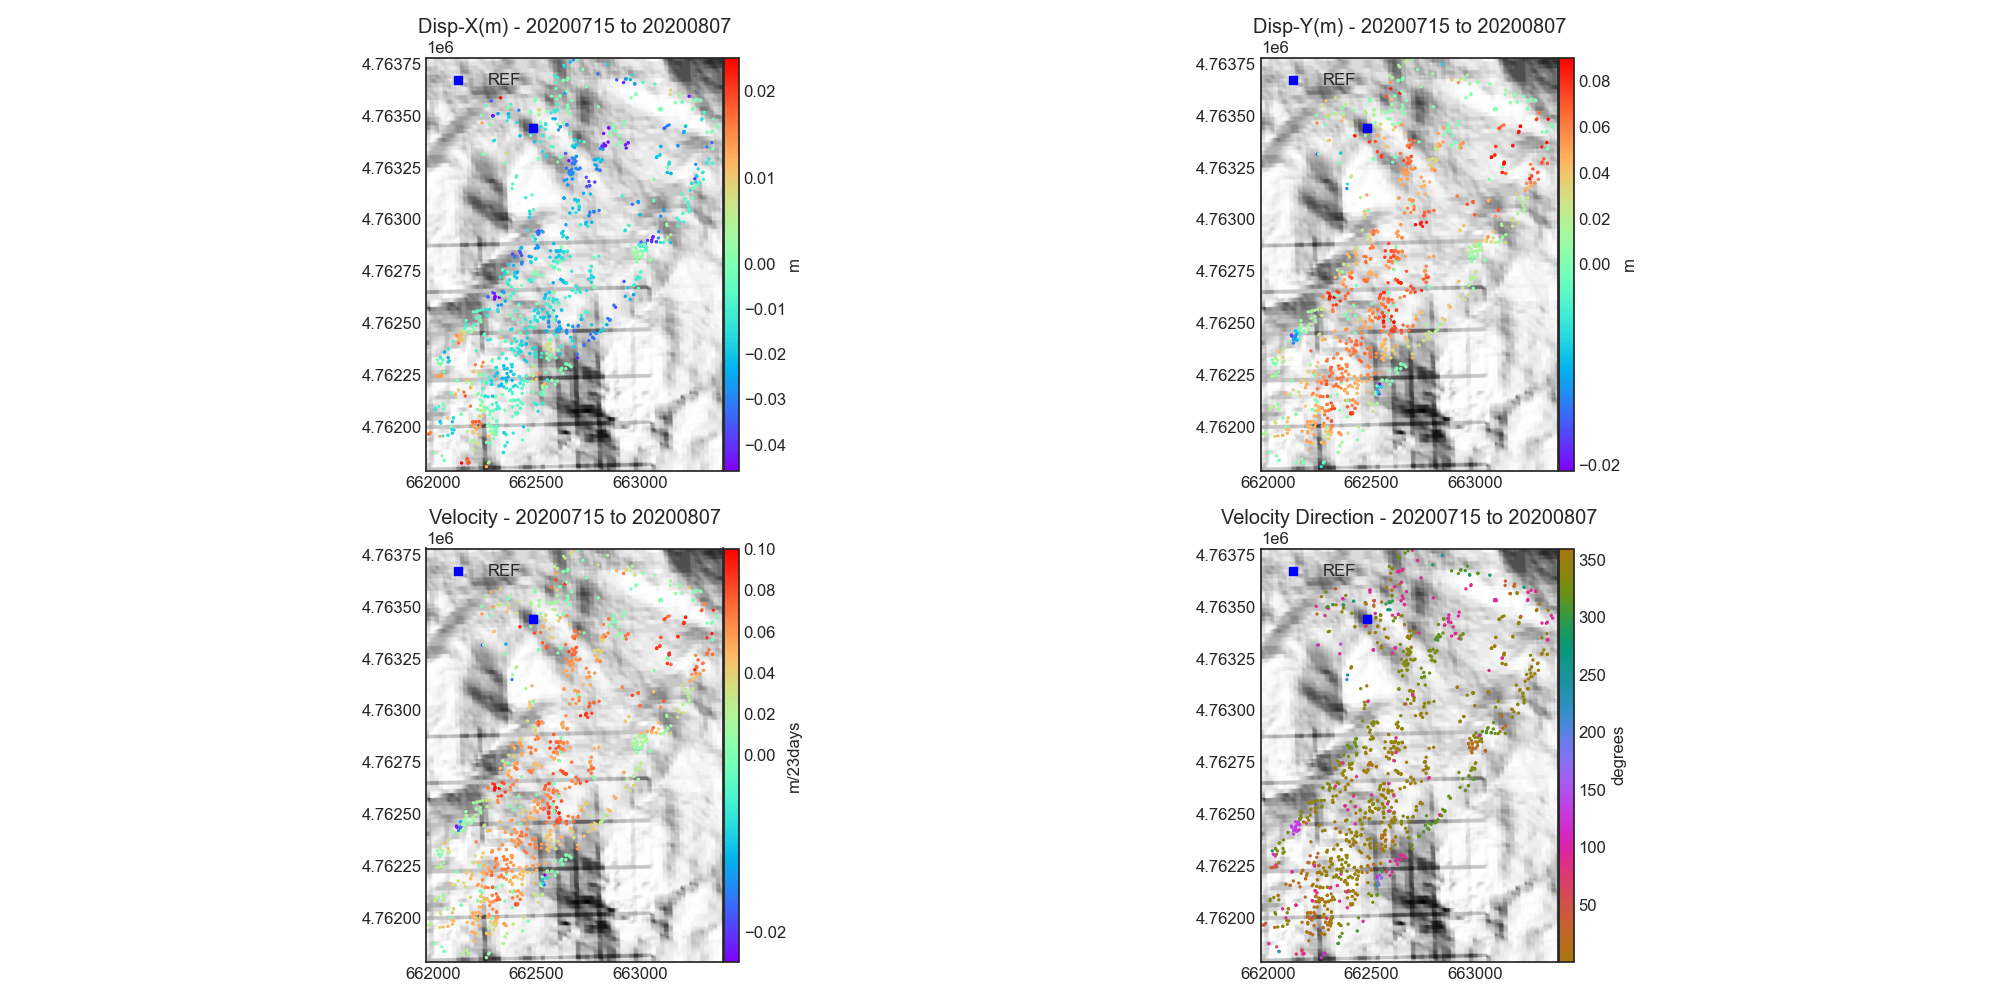 Disp-X(m) - 20200715 to 20200807
1e6
REF
4.76375
4.76350
4.76325
4.76300
4.76275
4.76250
4.76225
4.76200
662000 662500 663000
0.02
0.01
0.00
−0.01
−0.02
−0.03
−0.04
m
Disp-Y(m) - 20200715 to 20200807
1e6
REF
4.76375
4.76350
4.76325
4.76300
4.76275
4.76250
4.76225
4.76200
662000 662500 663000
0.08
0.06
0.04
0.02
0.00
−0.02
m
Velocity - 20200715 to 20200807
1e6
REF
4.76375
4.76350
4.76325
4.76300
4.76275
4.76250
4.76225
4.76200
662000 662500 663000
0.10
0.08
0.06
0.04
0.02
0.00
−0.02
m/23days
Velocity Direction - 20200715 to 20200807
1e6
REF
4.76375
4.76350
4.76325
4.76300
4.76275
4.76250
4.76225
4.76200
662000 662500 663000
350
300
250
200
150
100
50
degrees